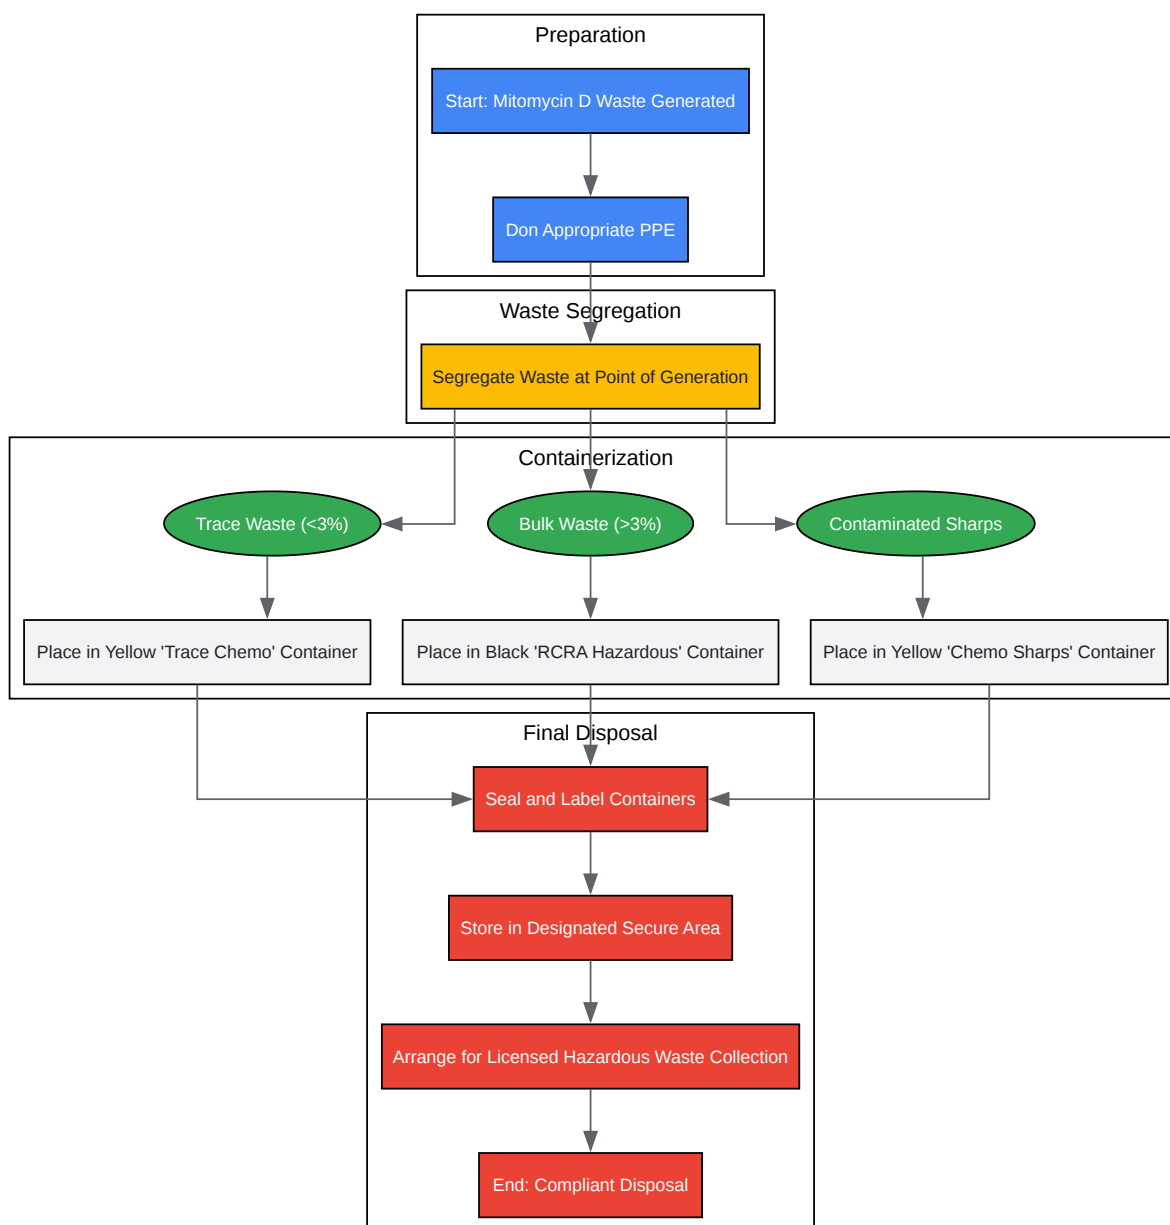 Preparation
Start: Mitomycin D Waste Generated
Don Appropriate PPE
Waste Segregation
Segregate Waste at Point of Generation
Containerization
Trace Waste (<3%)
Bulk Waste (>3%)
Contaminated Sharps
Place in Yellow 'Trace Chemo' Container
Place in Black 'RCRA Hazardous' Container
Place in Yellow 'Chemo Sharps' Container
Final Disposal
Seal and Label Containers
Store in Designated Secure Area
Arrange for Licensed Hazardous Waste Collection
End: Compliant Disposal